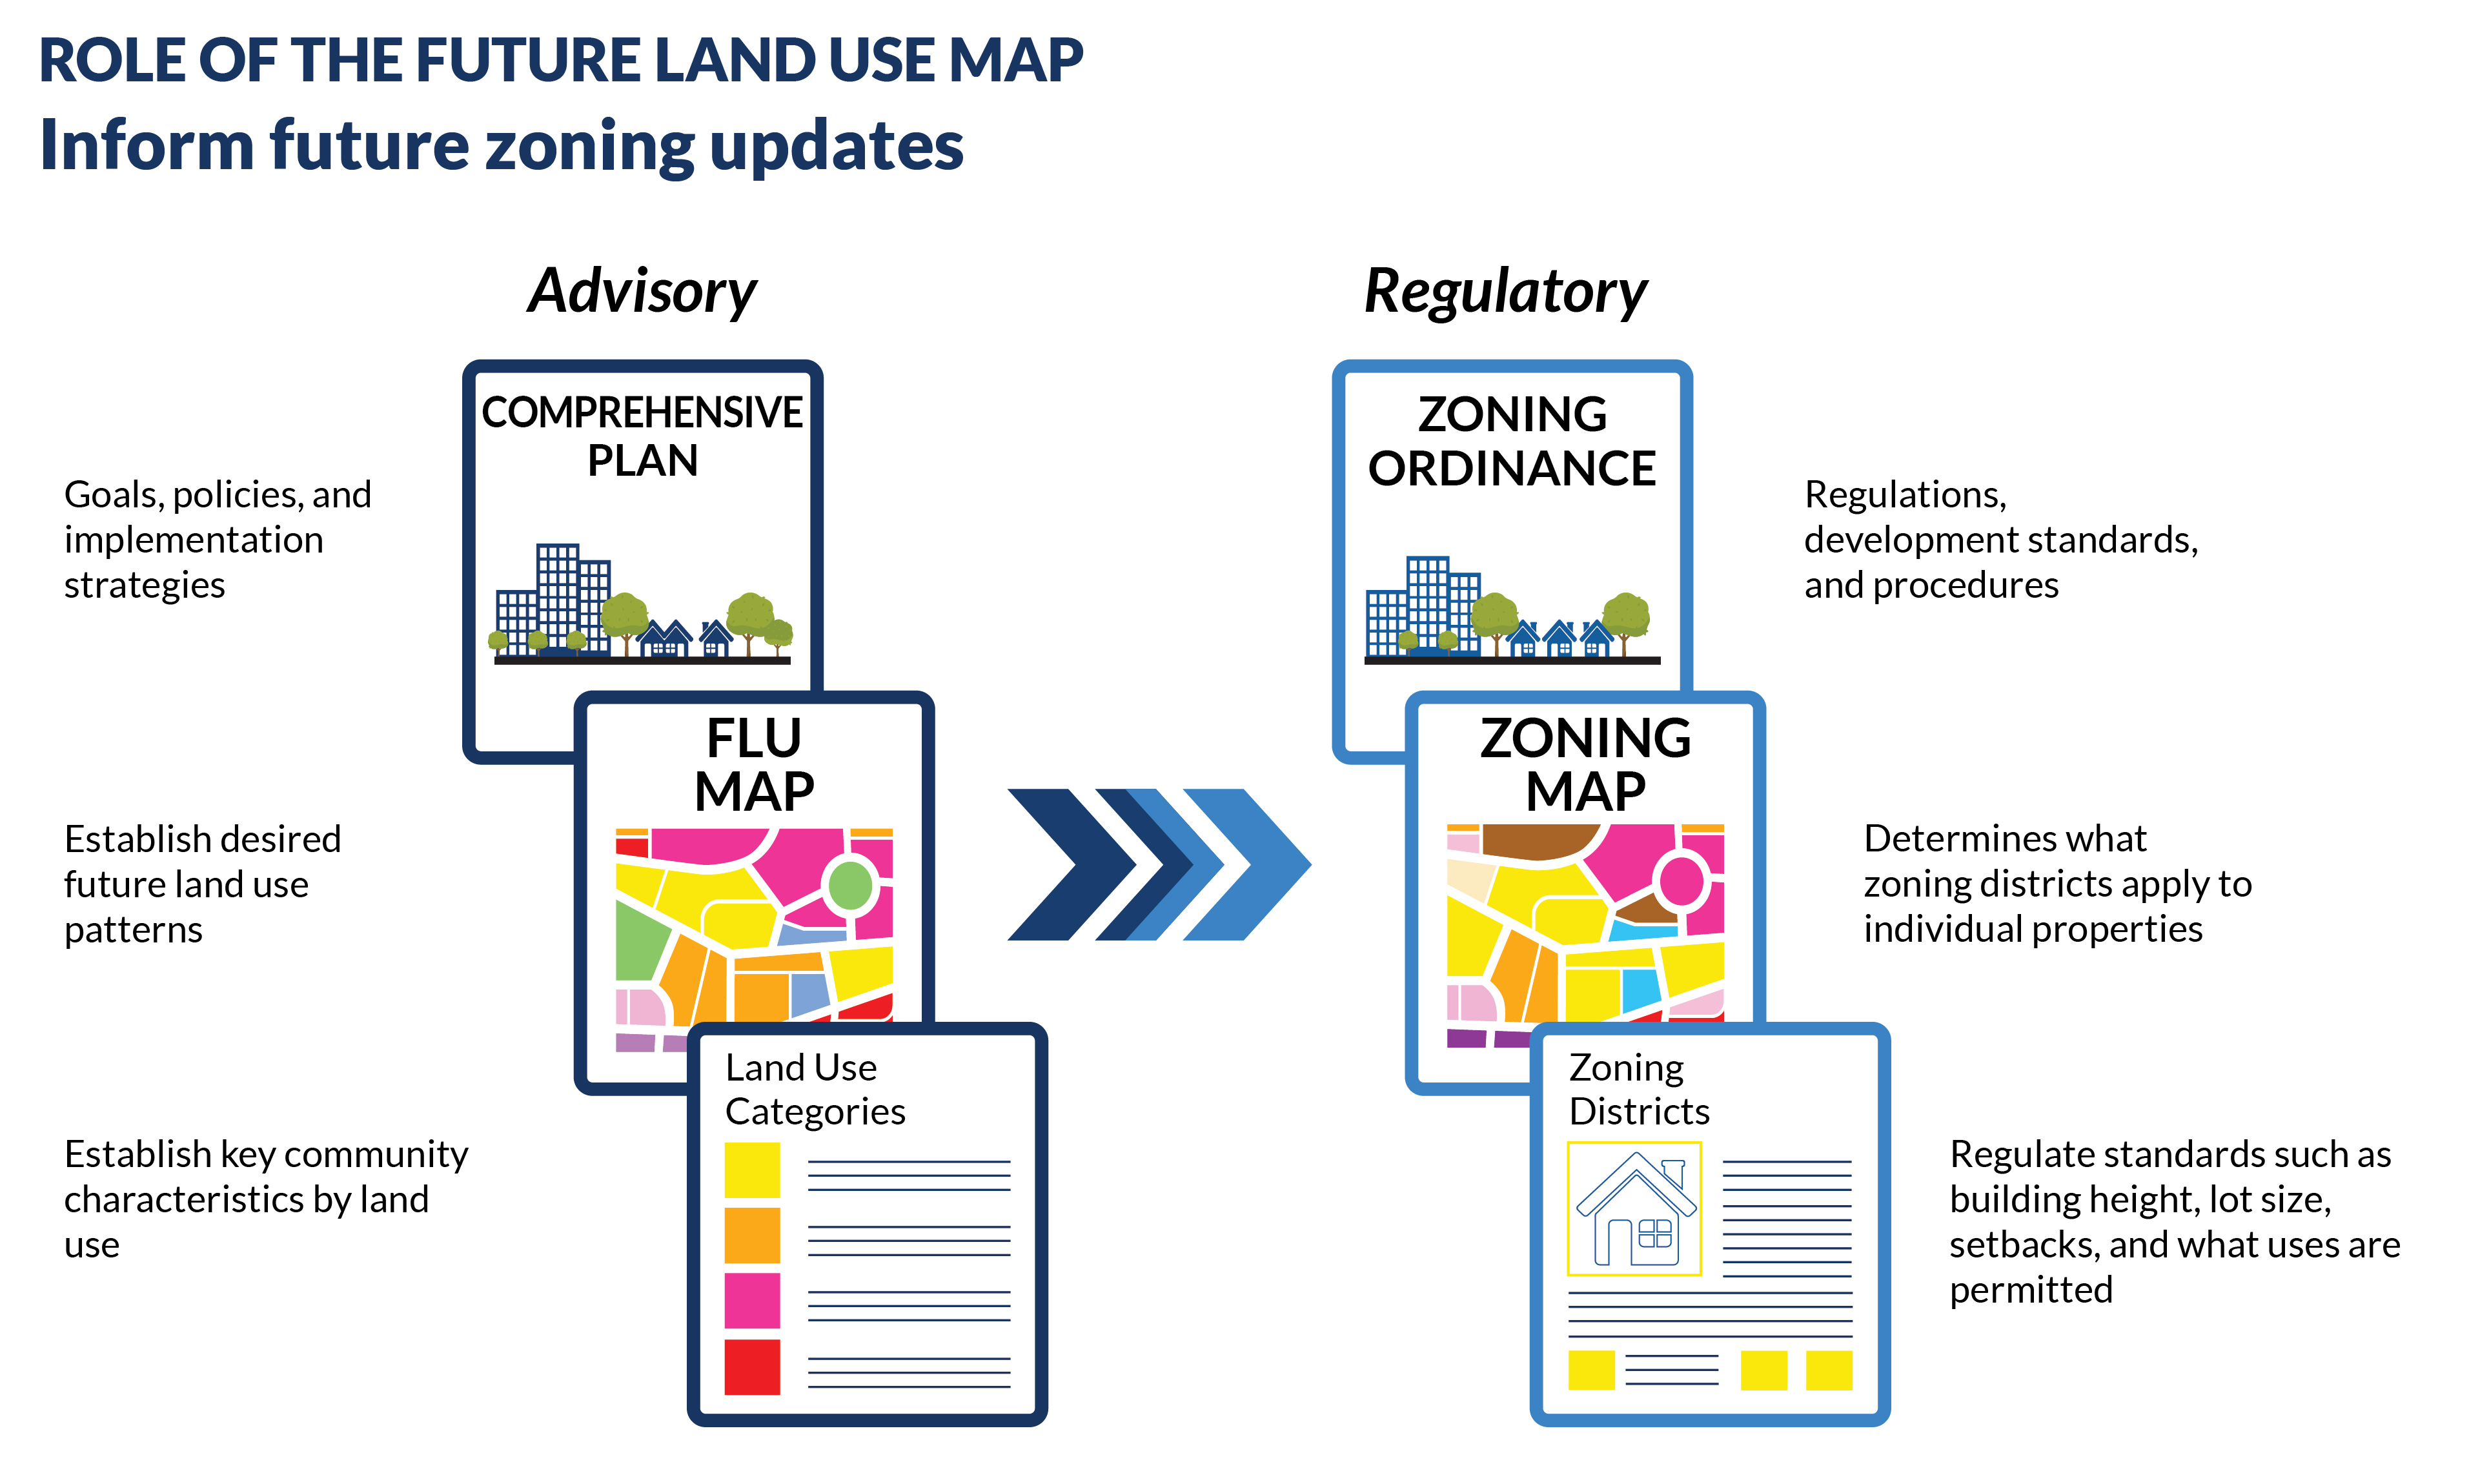 ROLE OF THE FUTURE LAND USE MAP
Inform future zoning updates
Advisory
COMPREHENSIVE
PLAN
Goals, policies, and
implementation
strategies
FLU
MAP
Establish desired
future land use
patterns
Land Use
Categories
Establish key community
characteristics by land
use
Regulatory
ZONING
ORDINANCE
Regulations,
development standards,
and procedures
ZONING
MAP
Determines what
zoning districts apply to
individual properties
Zoning
Districts
Regulate standards such as
building height, lot size,
setbacks, and what uses are
permitted